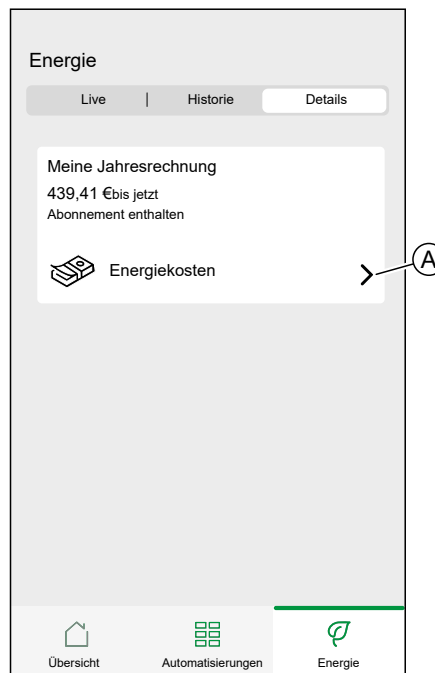 Energie
Live | Historie Details
Meine Jahresrechnung
439,41 €bis jetzt
Abonnement enthalten
Energiekosten
A
Übersicht Automatisierungen Energie